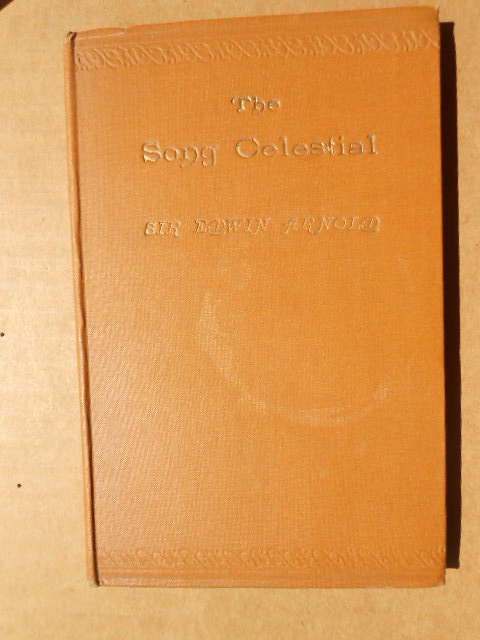 The
Song Celestial
SIR EDWIN ARNOLD